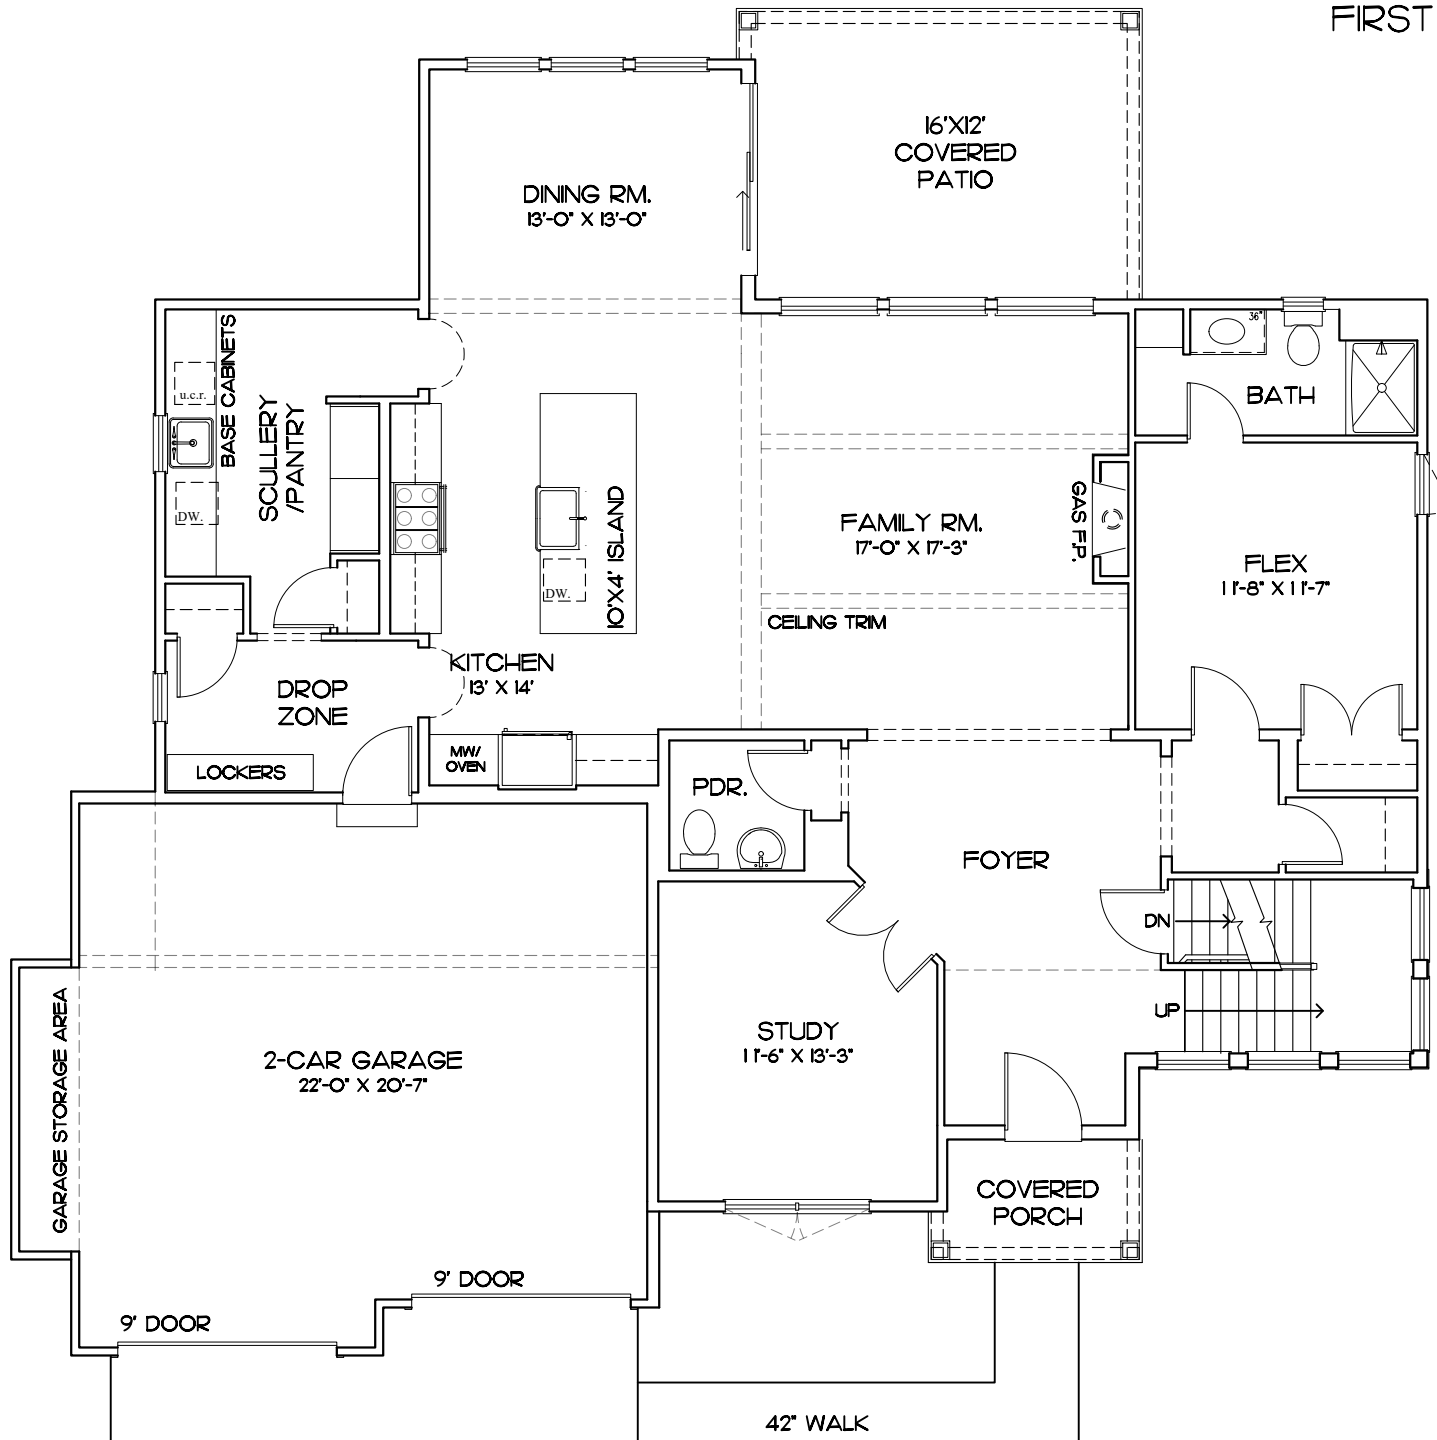 FIRST
16'X12'
COVERED
PATIO
DINING RM.
13'-0" X 13'-0"
BASE CABINETS
u.c.r.
SCULLERY
/PANTRY
DW.
36"
BATH
10'X4' ISLAND
DW.
FAMILY RM.
17'-0" X 17'-3"
GAS F.P.
FLEX
11'-8" X 11'-7"
CEILING TRIM
KITCHEN
13' X 14'
DROP
ZONE
LOCKERS
MW/
OVEN
PDR.
FOYER
DN
UP
STUDY
11'-6" X 13'-3"
2-CAR GARAGE
22'-0" X 20'-7"
GARAGE STORAGE AREA
COVERED
PORCH
9' DOOR
9' DOOR
42" WALK